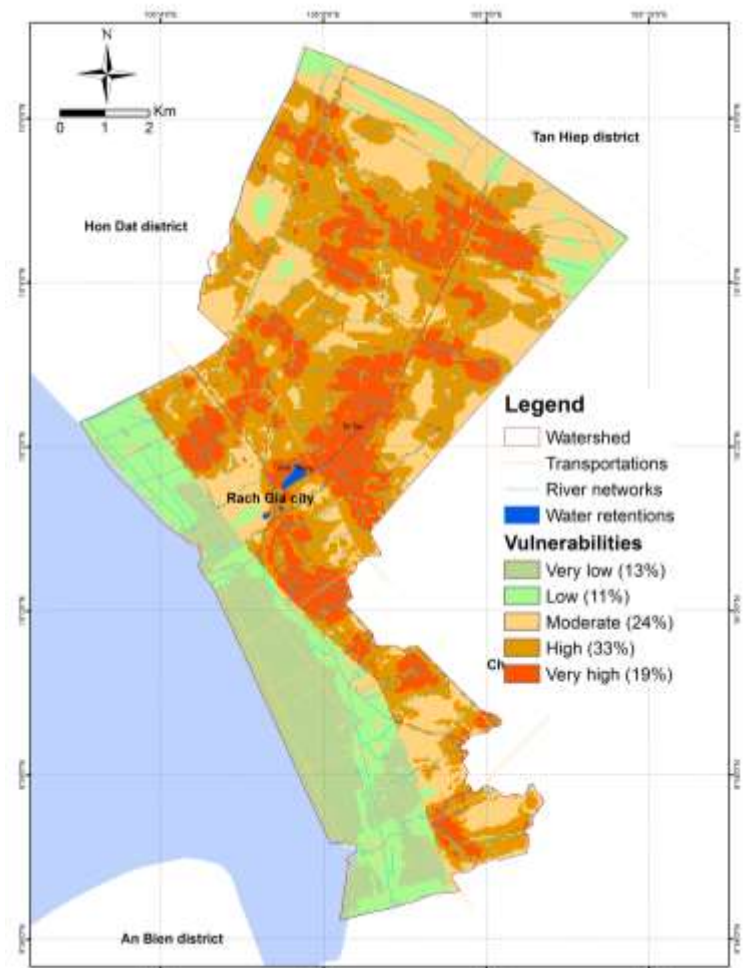 N
Km
0 1 2
Tan Hiep district
Hon Dat district
Rach Gia city
Legend
Watershed
Transportations
River networks
Water retentions
Vulnerabilities
Very low (13%)
Low (11%)
Moderate (24%)
High (33%)
Very high (19%)
Ch
An Bien district